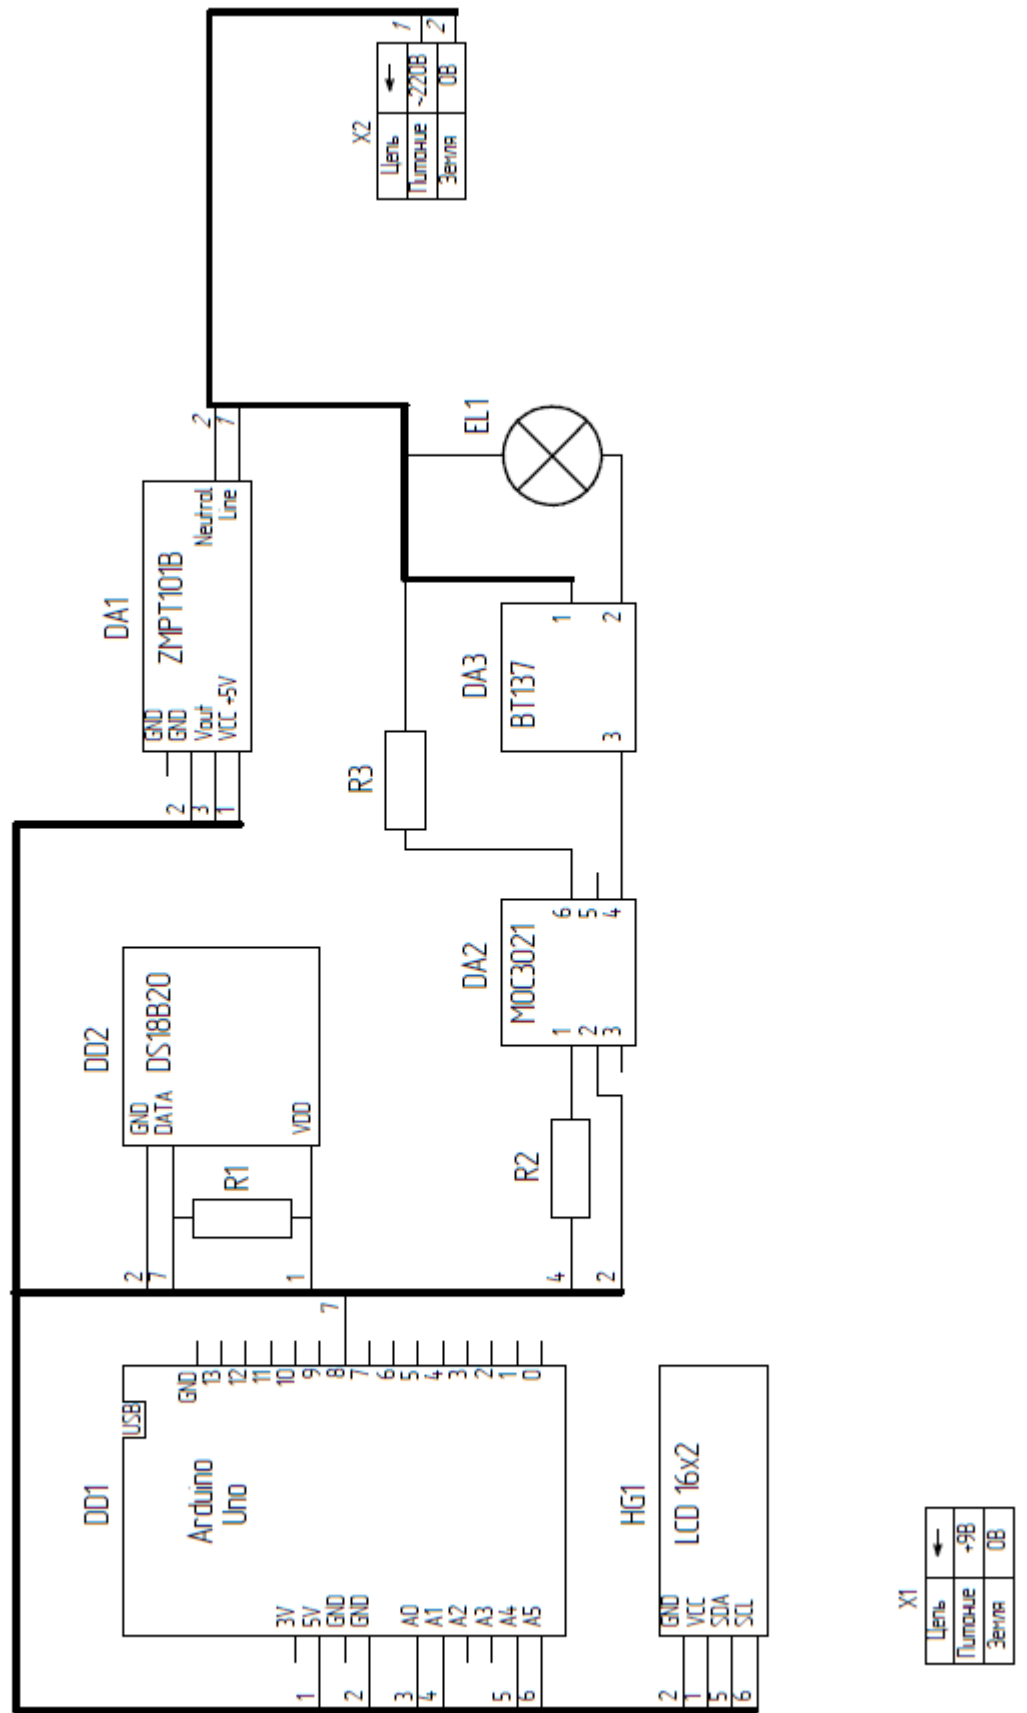 DD1
USB
Arduino
Uno
3V
5V
GND
GND
A0
A1
A2
A3
A4
A5
1
2
3
4
5
6
GND
13
12
11
10
9
8
7
6
5
4
3
2
1
0
7
HG1
LCD 16x2
GND
VCC
SDA
SCL
2
1
5
6
X1
Цепь
Питание +9В
Земля 0В
DD2
DS18B20
GND
DATA
VDD
2
7
1
R1
R2
4
2
DA2
MOC3021
1
2
3
6
5
4
R3
DA3
BT137
3
1
2
EL1
DA1
ZMPT101B
GND
GND
Vout
VCC +5V
Neutral
Line
2
3
1
2
1
X2
Цепь
Питание ~220В
Земля 0В
1
2